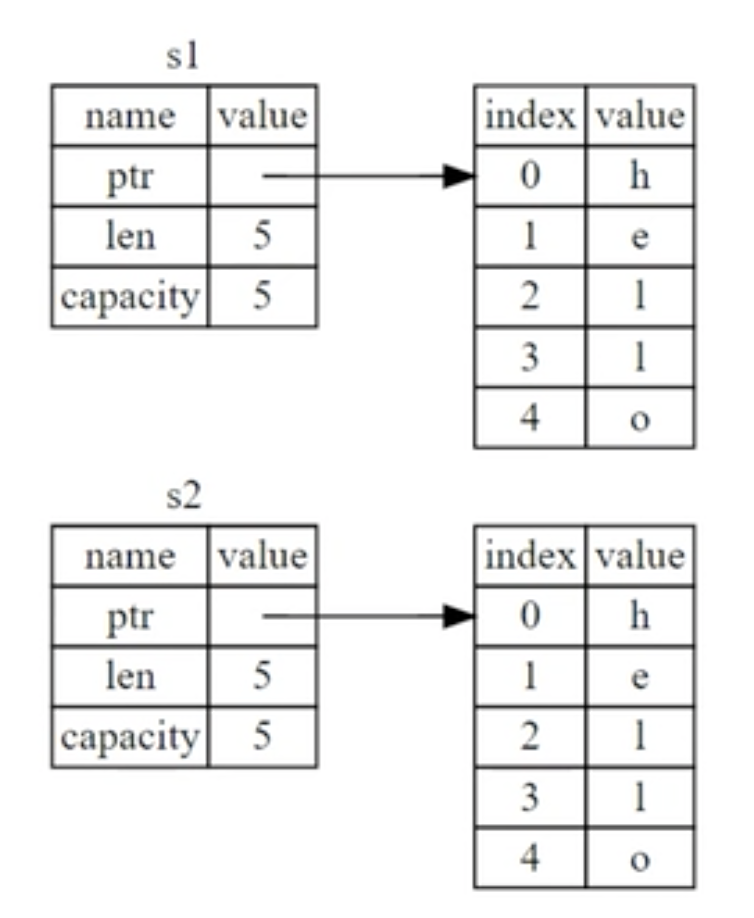 s1
name value
ptr
len 5
capacity 5
index value
0 h
1 e
2 l
3 l
4 o
s2
name value
ptr
len 5
capacity 5
index value
0 h
1 e
2 l
3 l
4 o